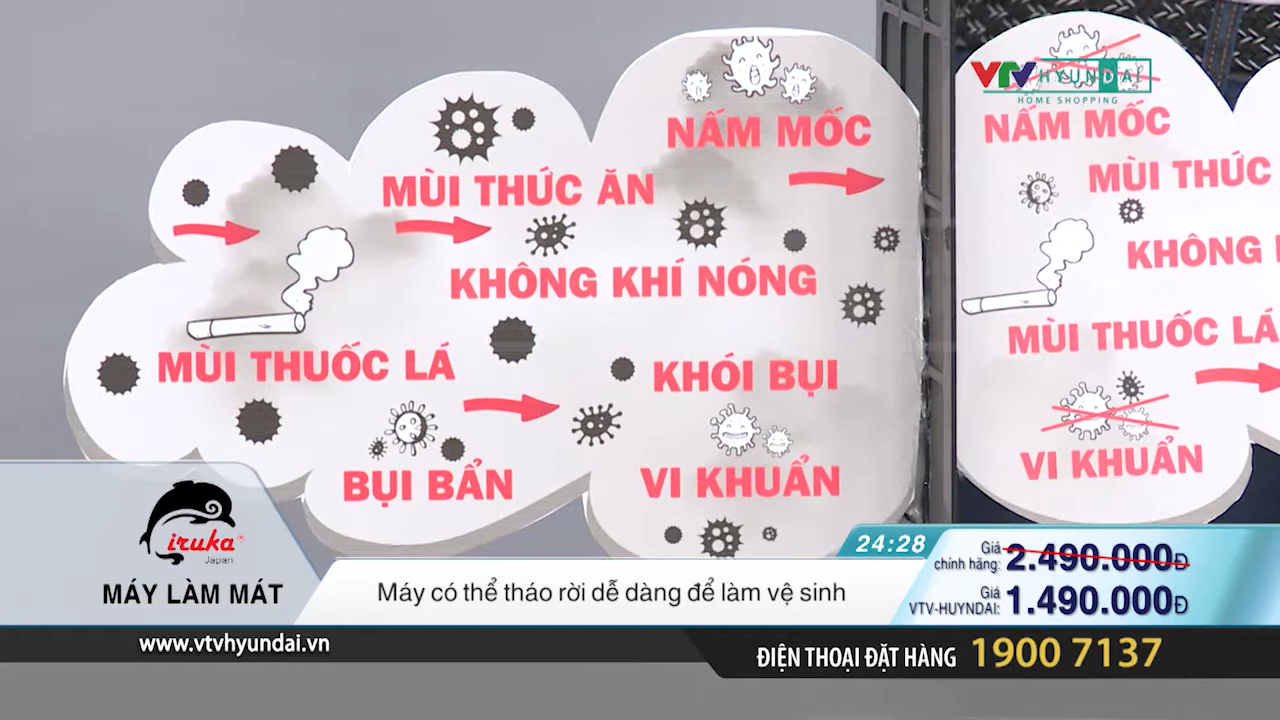 NẤM MỐC
MÙI THỨC ĂN
KHÔNG KHÍ NÓNG
MÙI THUỐC LÁ
KHÓI BỤI
BỤI BẨN
VI KHUẨN
VTV HYUNDAI
HOME SHOPPING
NẤM MỐC
MÙI THỨC
KHÔNG
MÙI THUỐC LÁ
VI KHUẨN
iruka®
Japan
MÁY LÀM MÁT
24:28
Máy có thể tháo rời dễ dàng để làm vệ sinh
Giá chính hãng: 2.490.000Đ
Giá VTV-HUYNDAI: 1.490.000Đ
www.vtvhyundai.vn
ĐIỆN THOẠI ĐẶT HÀNG 1900 7137